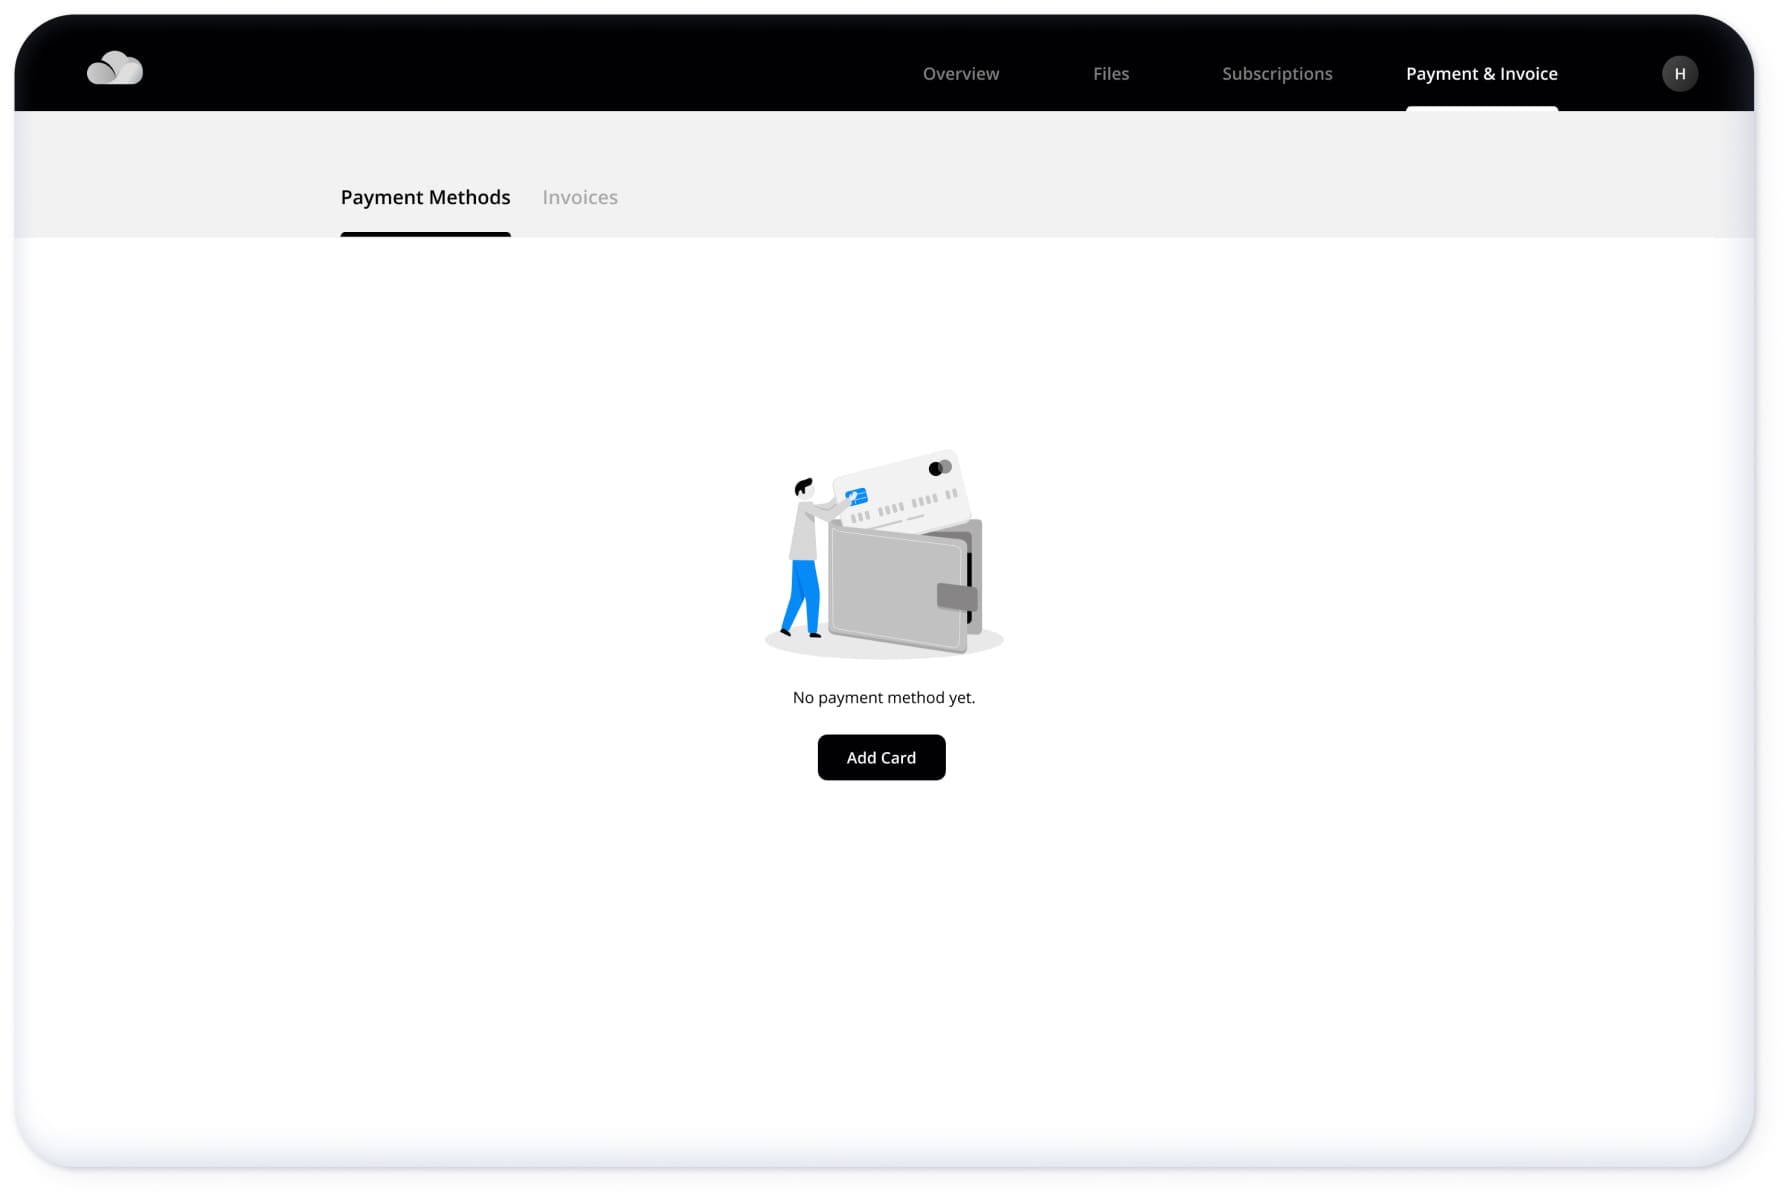 Overview Files Subscriptions Payment & Invoice H
Payment Methods Invoices
No payment method yet.
Add Card